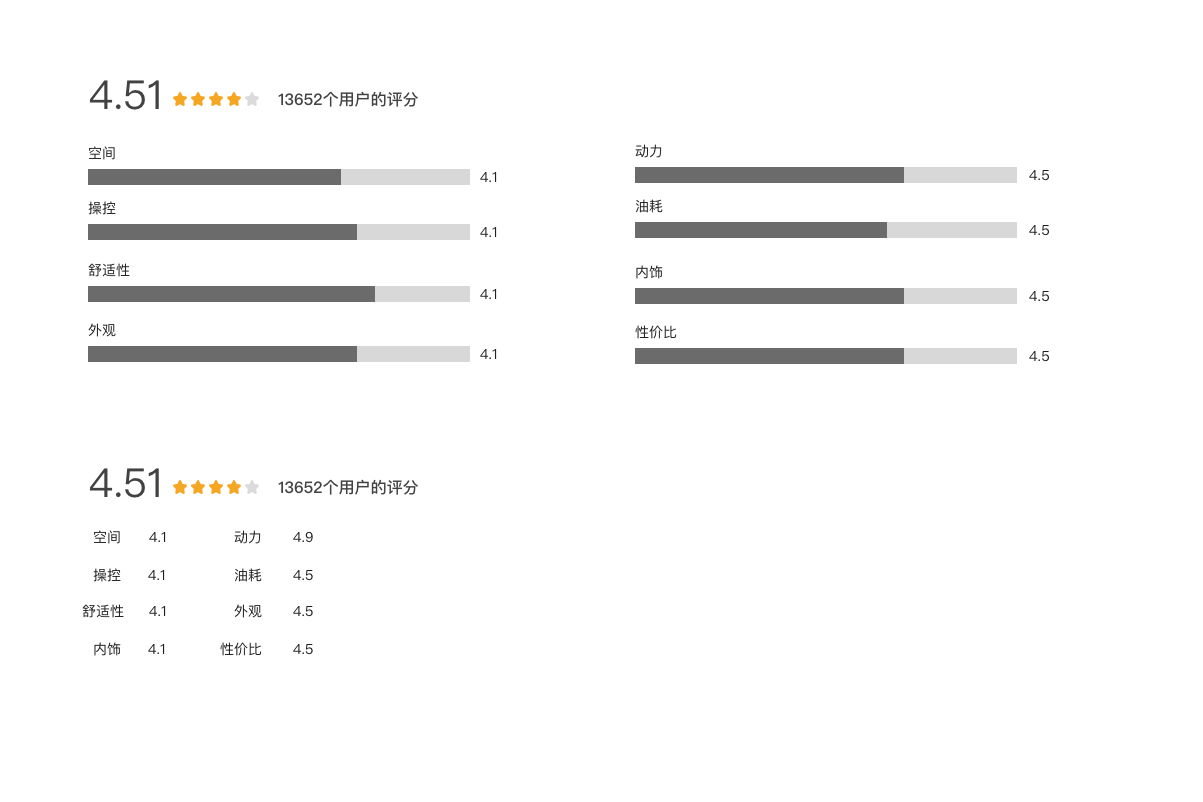 4.51 13652个用户的评分
空间
4.1
动力
4.5
操控
4.1
油耗
4.5
舒适性
4.1
内饰
4.5
外观
4.1
性价比
4.5
4.51 13652个用户的评分
空间 4.1 动力 4.9
操控 4.1 油耗 4.5
舒适性 4.1 外观 4.5
内饰 4.1 性价比 4.5